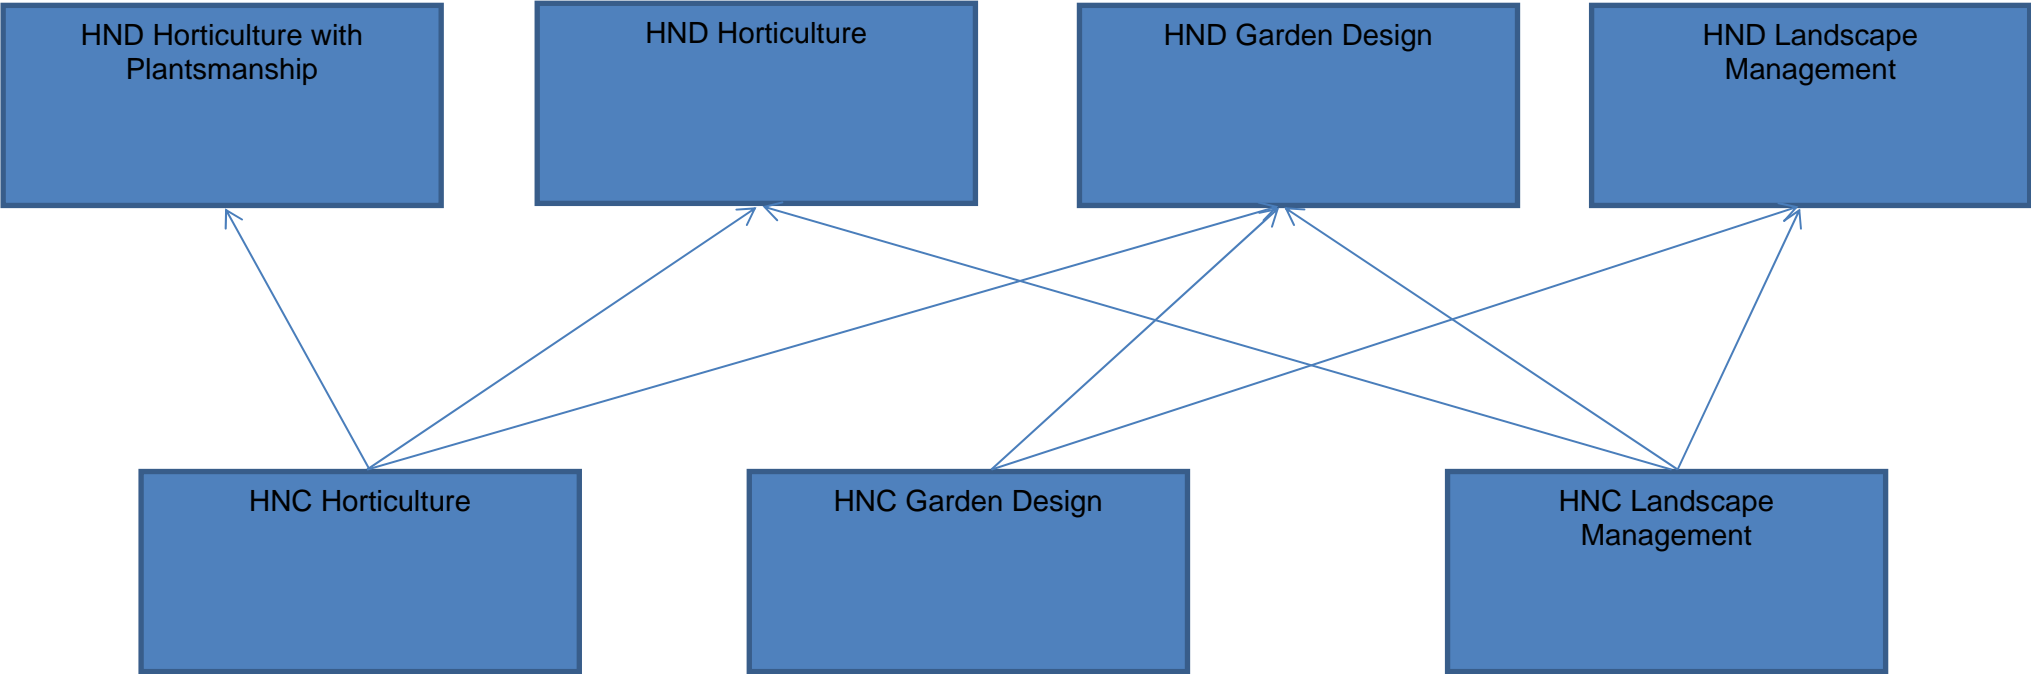 HND Horticulture with
Plantsmanship
HND Horticulture
HND Garden Design
HND Landscape
Management
HNC Horticulture
HNC Garden Design
HNC Landscape
Management